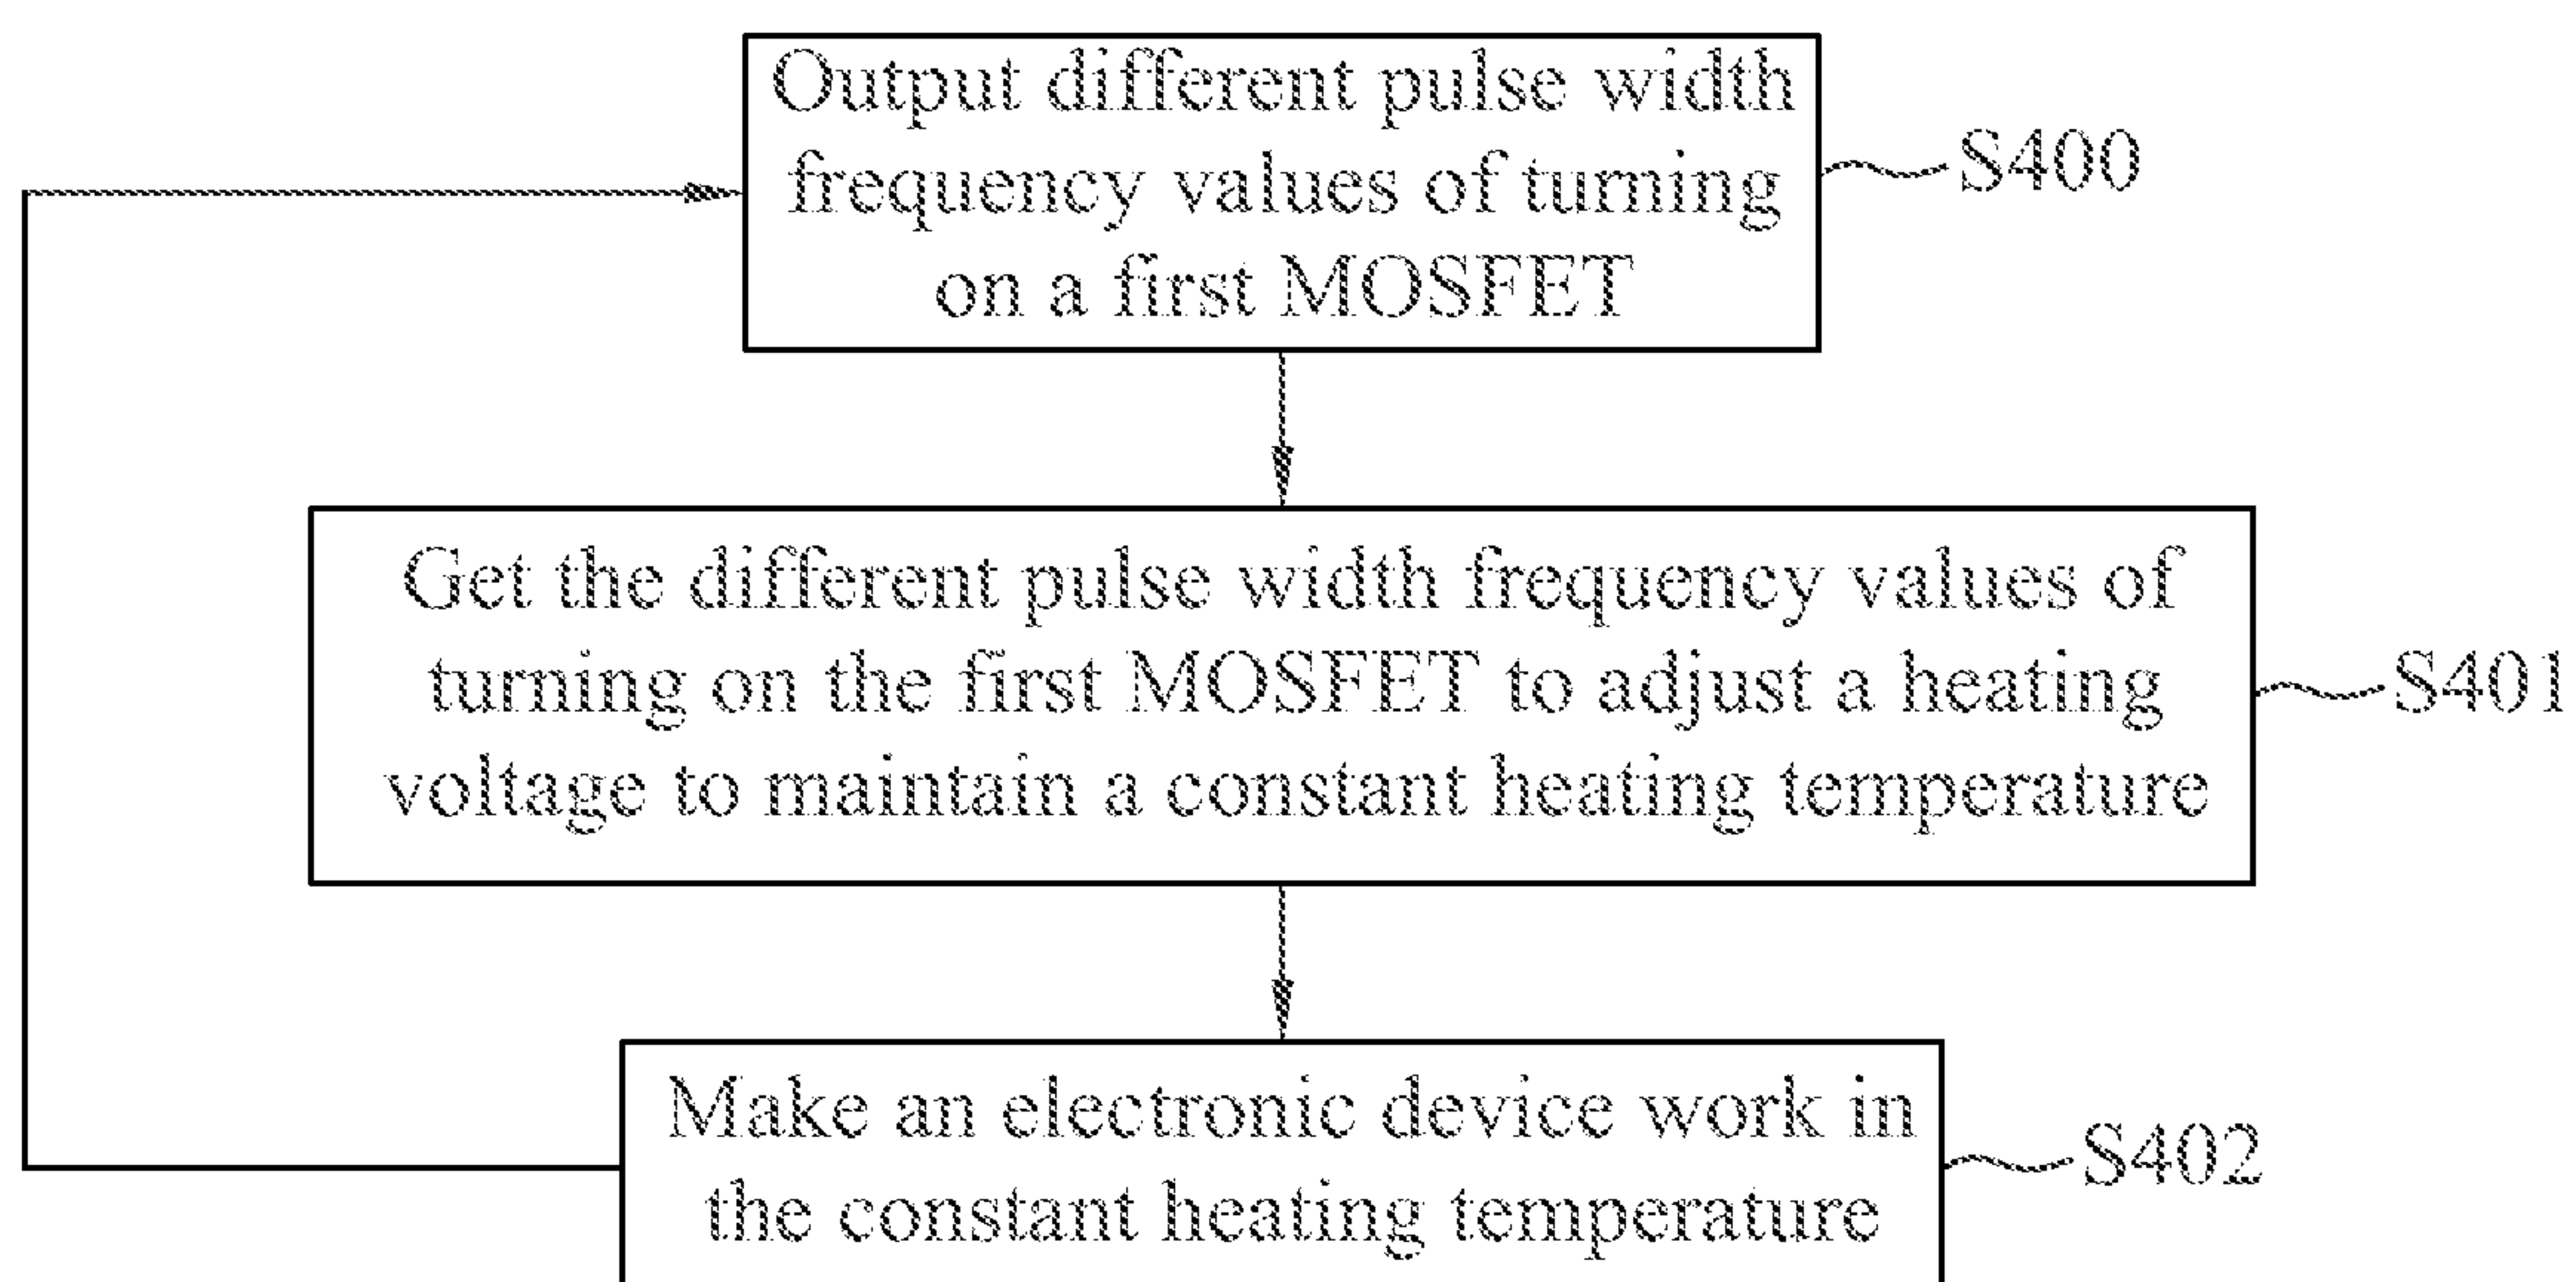 Output different pulse width
frequency values of turning
on a first MOSFET
S400
Get the different pulse width frequency values of
turning on the first MOSFET to adjust a heating
voltage to maintain a constant heating temperature
S401
Make an electronic device work in
the constant heating temperature
S402